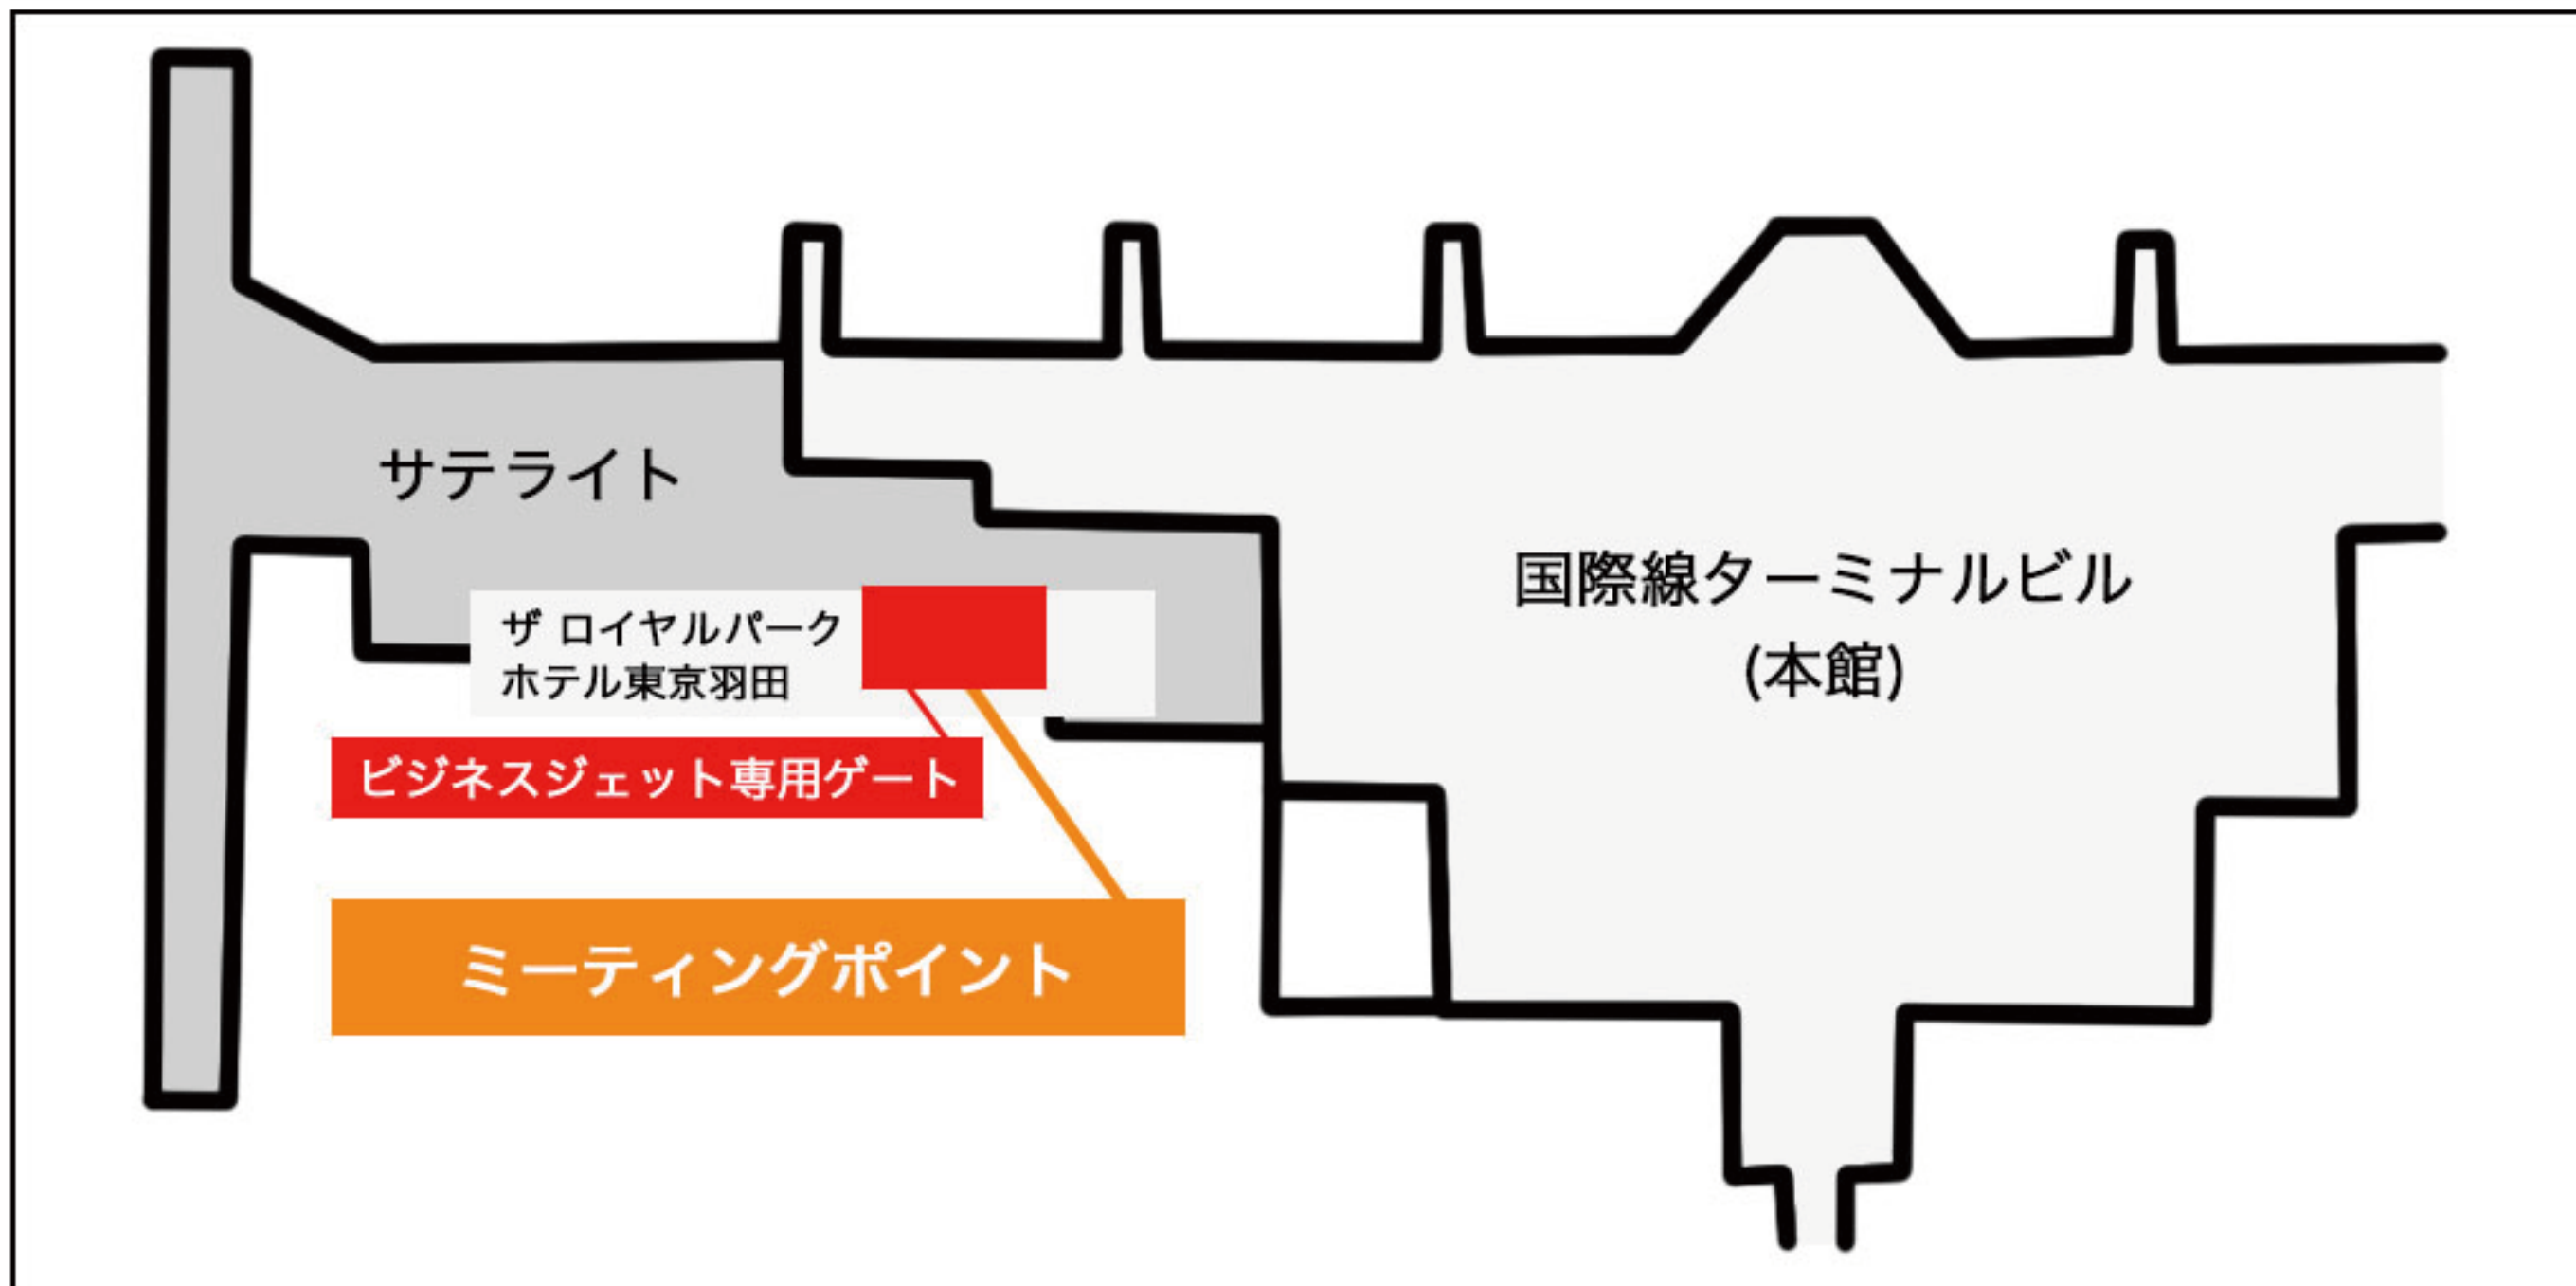 サテライト
国際線ターミナルビル
(本館)
ザ ロイヤルパーク
ホテル東京羽田
ビジネスジェット専用ゲート
ミーティングポイント